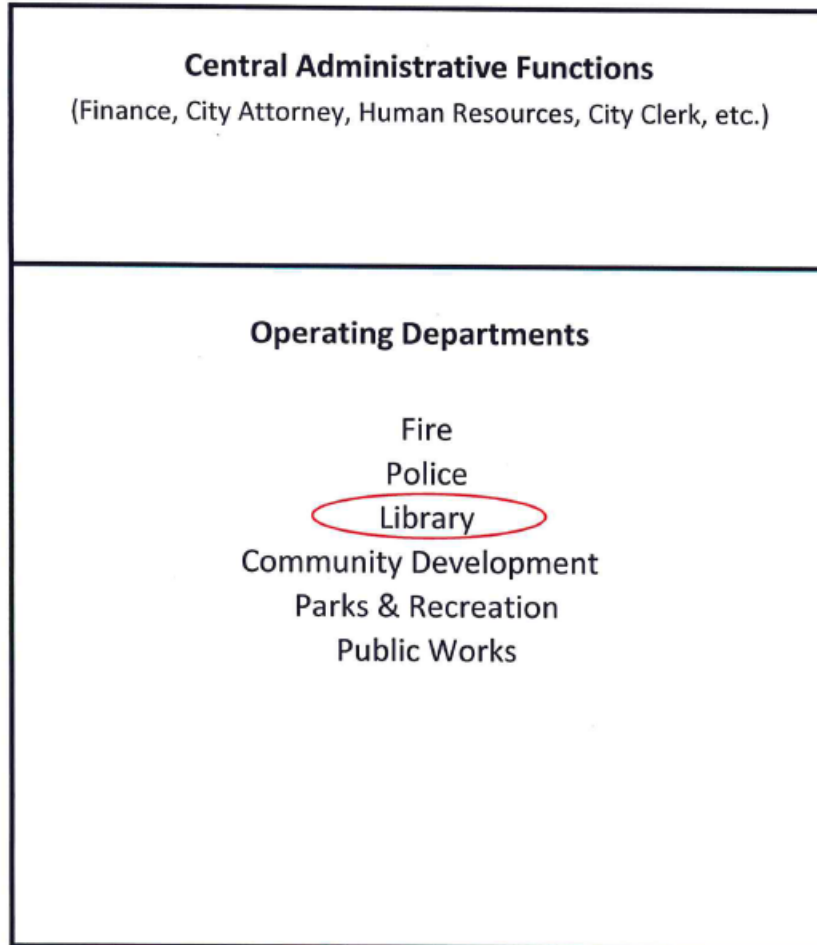 Central Administrative Functions
(Finance, City Attorney, Human Resources, City Clerk, etc.)
Operating Departments
Fire
Police
Library
Community Development
Parks & Recreation
Public Works